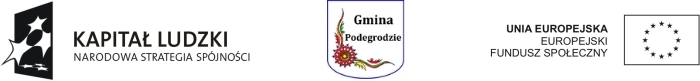 KAPITAŁ LUDZKI
NARODOWA STRATEGIA SPÓJNOŚCI
Gmina
Podegrodzie
UNIA EUROPEJSKA
EUROPEJSKI
FUNDUSZ SPOŁECZNY